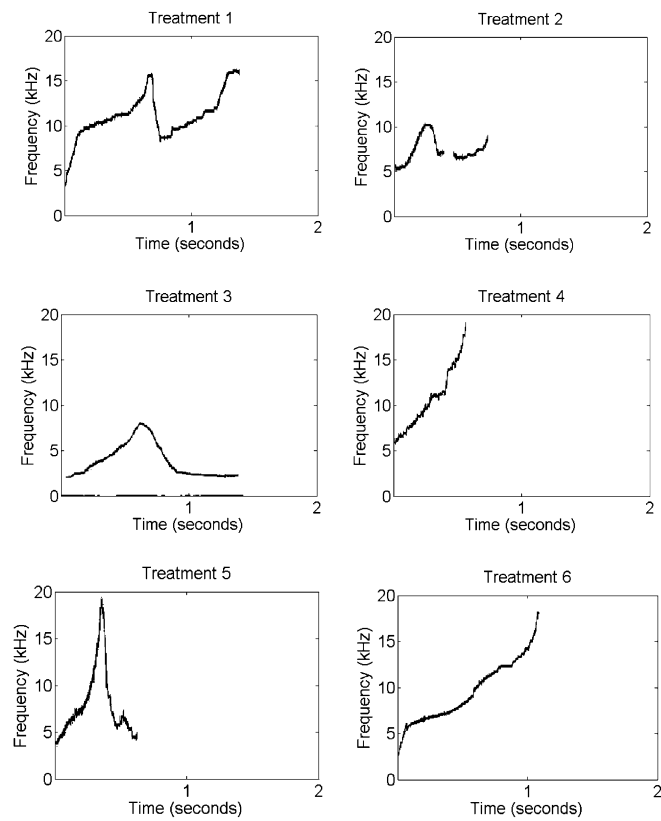 Treatment 1
20
15
10
5
0
1
2
Frequency (kHz)
Time (seconds)
Treatment 2
20
15
10
5
0
1
2
Frequency (kHz)
Time (seconds)
Treatment 3
20
15
10
5
0
1
2
Frequency (kHz)
Time (seconds)
Treatment 4
20
15
10
5
0
1
2
Frequency (kHz)
Time (seconds)
Treatment 5
20
15
10
5
0
1
2
Frequency (kHz)
Time (seconds)
Treatment 6
20
15
10
5
0
1
2
Frequency (kHz)
Time (seconds)